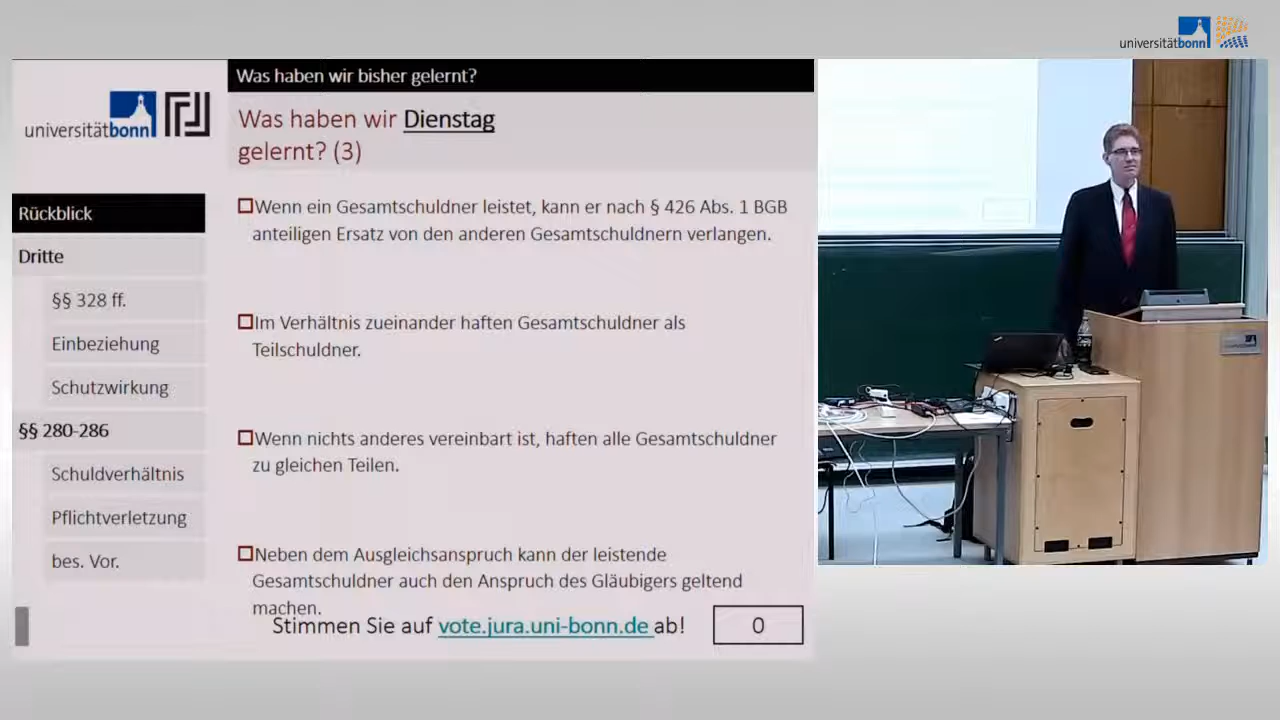 universitätbonn
Was haben wir bisher gelernt?
universitätbonn
Was haben wir Dienstag
gelernt? (3)
Rückblick
Dritte
§§ 328 ff.
Einbeziehung
Schutzwirkung
§§ 280-286
Schuldverhältnis
Pflichtverletzung
bes. Vor.
Wenn ein Gesamtschuldner leistet, kann er nach § 426 Abs. 1 BGB
anteiligen Ersatz von den anderen Gesamtschuldnern verlangen.
Im Verhältnis zueinander haften Gesamtschuldner als
Teilschuldner.
Wenn nichts anderes vereinbart ist, haften alle Gesamtschuldner
zu gleichen Teilen.
Neben dem Ausgleichsanspruch kann der leistende
Gesamtschuldner auch den Anspruch des Gläubigers geltend
machen.
Stimmen Sie auf vote.jura.uni-bonn.de ab!
0